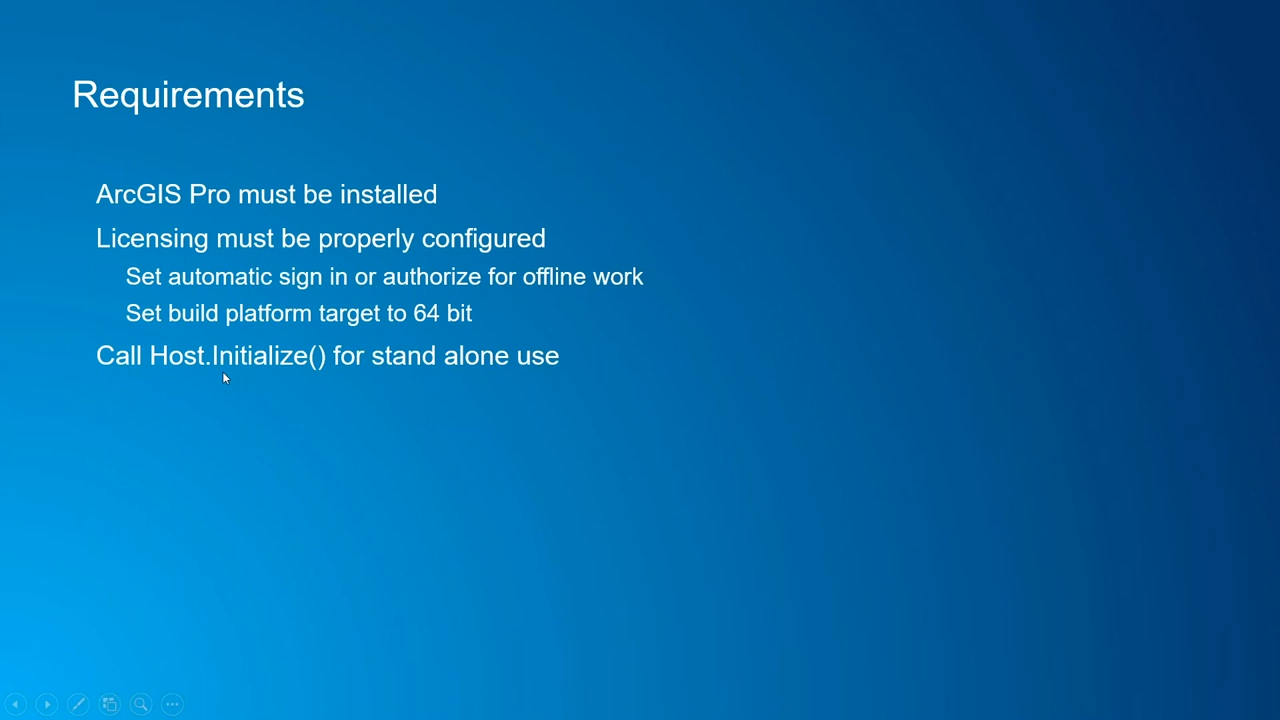 Requirements
ArcGIS Pro must be installed
Licensing must be properly configured
Set automatic sign in or authorize for offline work
Set build platform target to 64 bit
Call Host.Initialize() for stand alone use